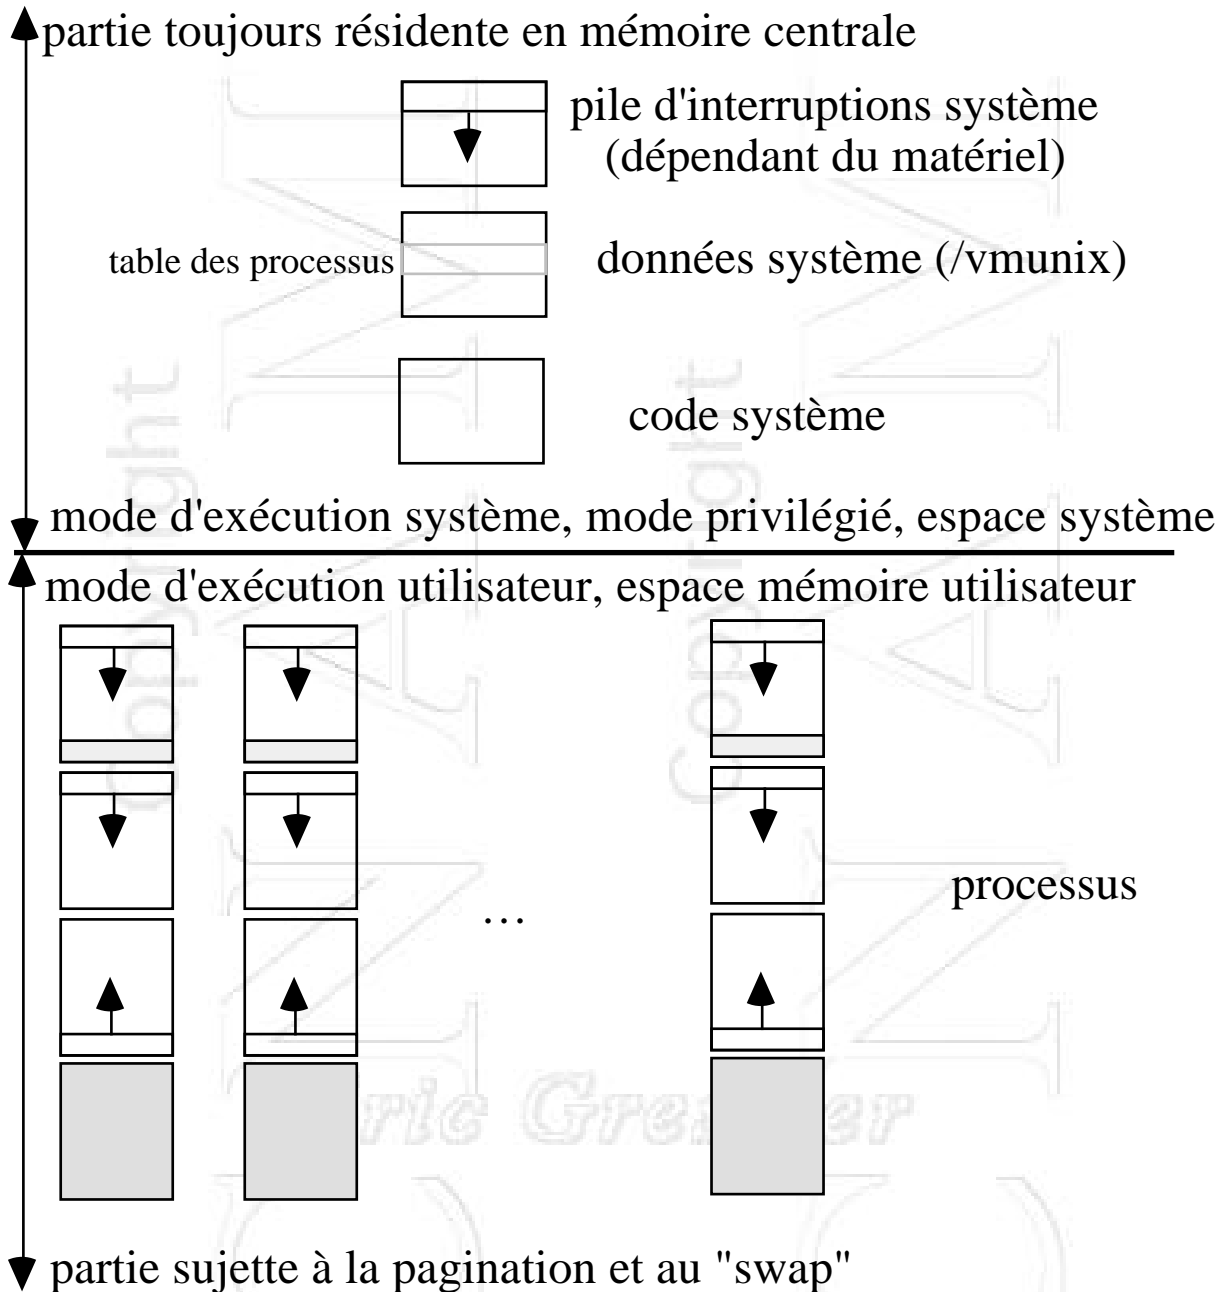 partie toujours résidente en mémoire centrale
pile d'interruptions système
(dépendant du matériel)
table des processus
données système (/vmunix)
code système
mode d'exécution système, mode privilégié, espace système
mode d'exécution utilisateur, espace mémoire utilisateur
…
processus
partie sujette à la pagination et au "swap"
Copyright
Copyright